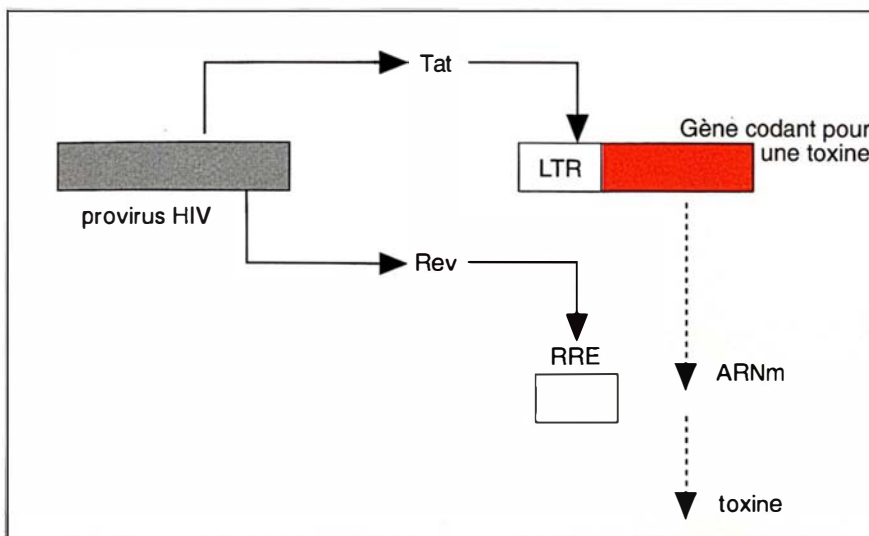 Tat
Gène codant pour
une toxine
LTR
provirus HIV
Rev
RRE
ARNm
toxine